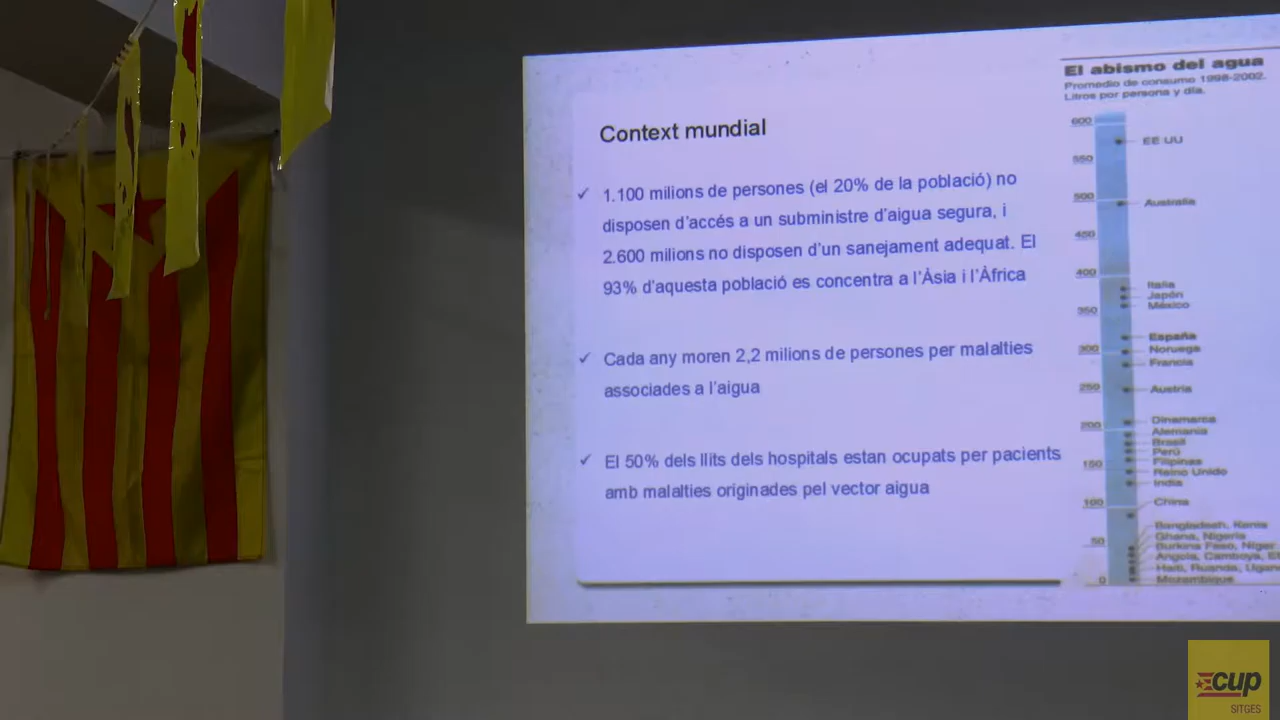 Context mundial
✓ 1.100 milions de persones (el 20% de la població) no
disposen d'accés a un subministre d'aigua segura, i
2.600 milions no disposen d'un sanejament adequat. El
93% d'aquesta població es concentra a l'Àsia i l'Àfrica
✓ Cada any moren 2,2 milions de persones per malalties
associades a l'aigua
✓ El 50% dels llits dels hospitals estan ocupats per pacients
amb malalties originades pel vector aigua
El abismo del agua
Promedio de consumo 1998-2002.
Litros por persona y día.
600
EE UU
550
500
Australia
450
400
Italia
Japón
México
350
España
300
Noruega
Francia
250
Austria
200
Dinamarca
Alemania
Brasil
Perú
150
Filipinas
Reino Unido
India
100
China
Bangladesh, Kenia
50
Ghana, Nigeria
Burkina Faso, Níger
Angola, Camboya,
Haití, Ruanda,
0
Mozambique
cup
SITGES